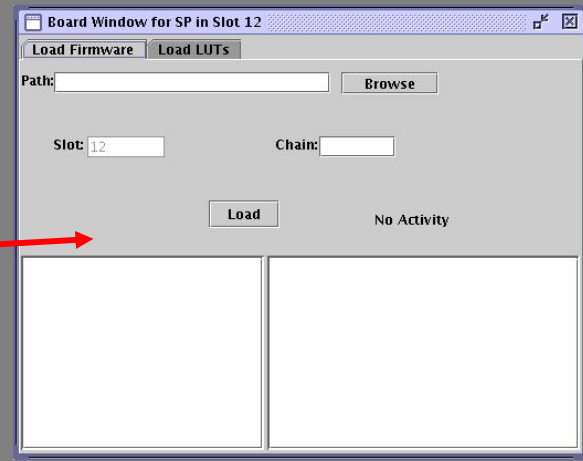 Board Window for SP in Slot 12
Load Firmware Load LUTs
Path: Browse
Slot: 12 Chain:
Load No Activity